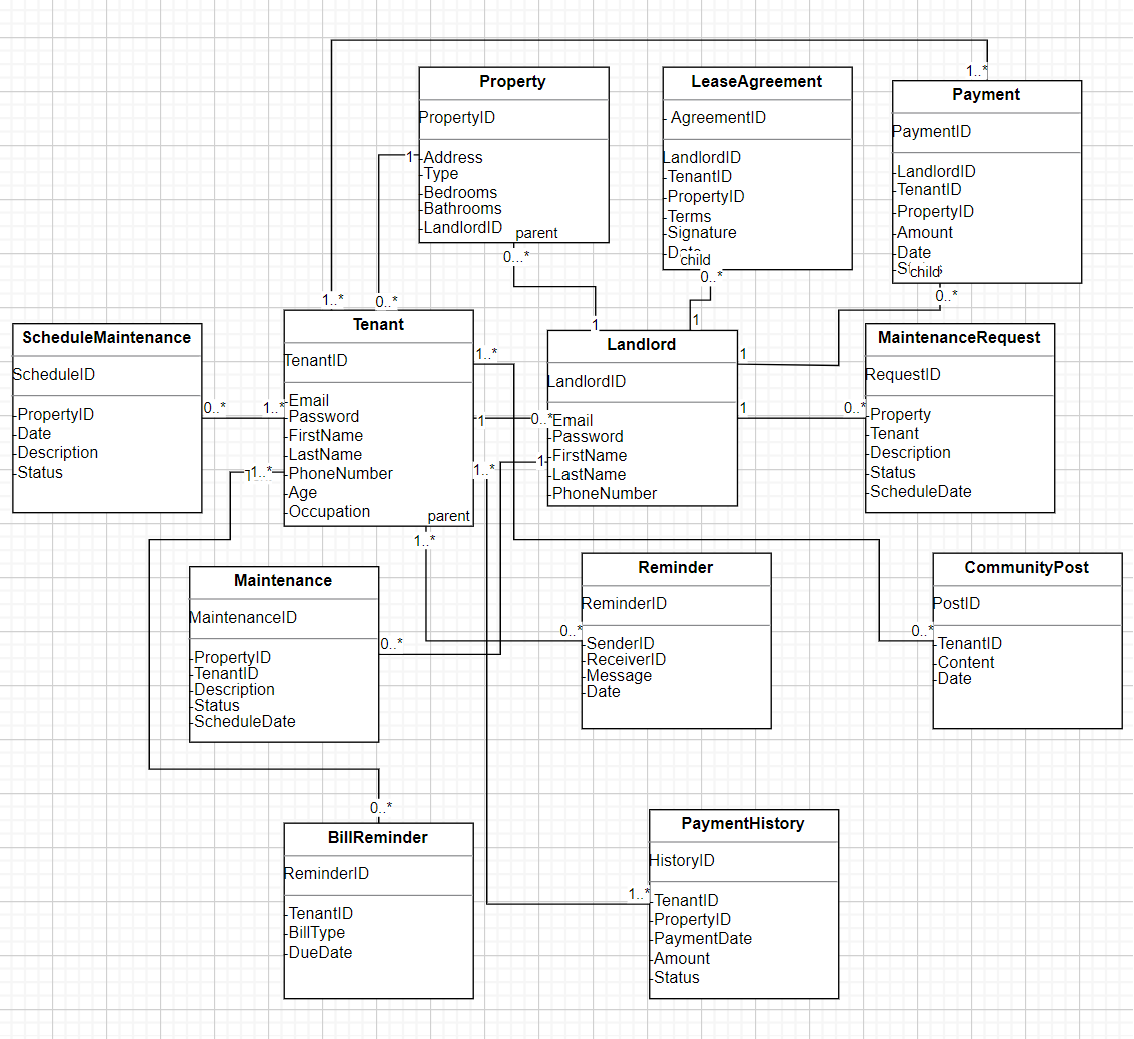 1..*
Property
PropertyID
-Address
-Type
-Bedrooms
-Bathrooms
-LandlordID
parent
0...*
1
LeaseAgreement
- AgreementID
LandlordID
-TenantID
-PropertyID
-Terms
-Signature
child
0..*
1
Payment
PaymentID
-LandlordID
-TenantID
-PropertyID
-Amount
-Date
child
0..*
1..*
0..*
1
ScheduleMaintenance
ScheduleID
-PropertyID
-Date
-Description
-Status
0..*
1..*
Tenant
TenantID
-Email
-Password
-FirstName
-LastName
-PhoneNumber
-Age
-Occupation
parent
1..*
1..*
1
0..*
1..*
1
1..*
Landlord
LandlordID
-Email
-Password
-FirstName
-LastName
-PhoneNumber
1
1
0..*
MaintenanceRequest
RequestID
-Property
-Tenant
-Description
-Status
-ScheduleDate
Maintenance
MaintenanceID
-PropertyID
-TenantID
-Description
-Status
-ScheduleDate
0..*
0..*
Reminder
ReminderID
-SenderID
-ReceiverID
-Message
-Date
0..*
CommunityPost
PostID
-TenantID
-Content
-Date
0..*
BillReminder
ReminderID
-TenantID
-BillType
-DueDate
1..*
PaymentHistory
HistoryID
-TenantID
-PropertyID
-PaymentDate
-Amount
-Status